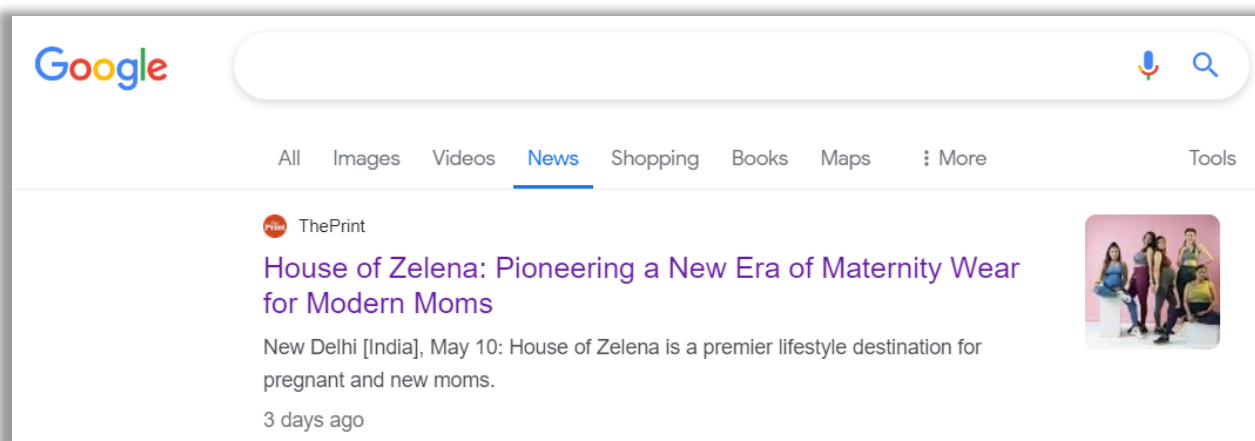 Google
All Images Videos News Shopping Books Maps More Tools
ThePrint
House of Zelena: Pioneering a New Era of Maternity Wear
for Modern Moms
New Delhi [India], May 10: House of Zelena is a premier lifestyle destination for
pregnant and new moms.
3 days ago